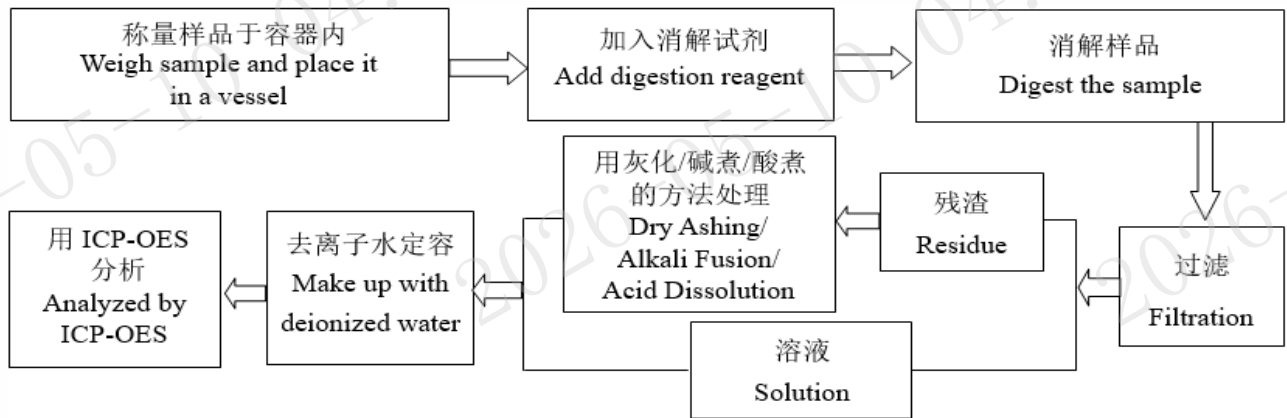 称量样品于容器内
Weigh sample and place it
in a vessel
加入消解试剂
Add digestion reagent
消解样品
Digest the sample
过滤
Filtration
残渣
Residue
溶液
Solution
用灰化/碱煮/酸煮
的方法处理
Dry Ashing/
Alkali Fusion/
Acid Dissolution
去离子水定容
Make up with
deionized water
用 ICP-OES
分析
Analyzed by
ICP-OES